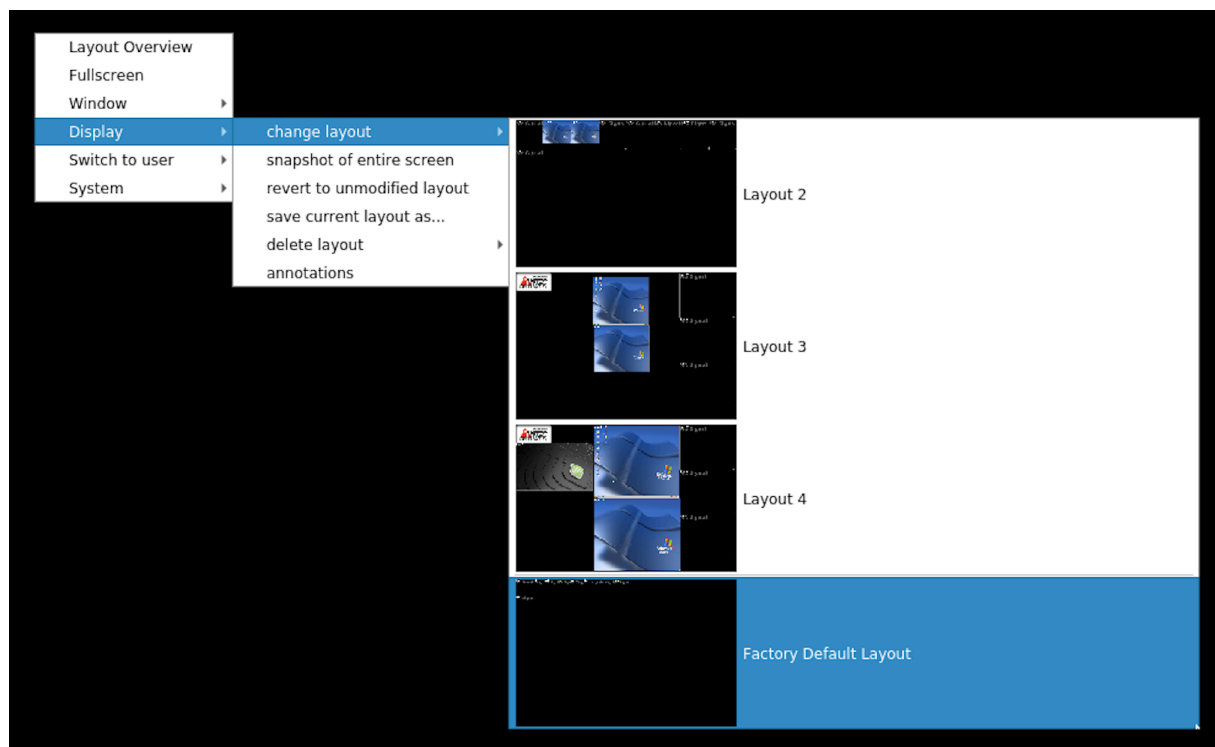 Layout Overview
Fullscreen
Window
Display
Switch to user
System
change layout
snapshot of entire screen
revert to unmodified layout
save current layout as...
delete layout
annotations
Layout 2
Layout 3
Layout 4
Factory Default Layout